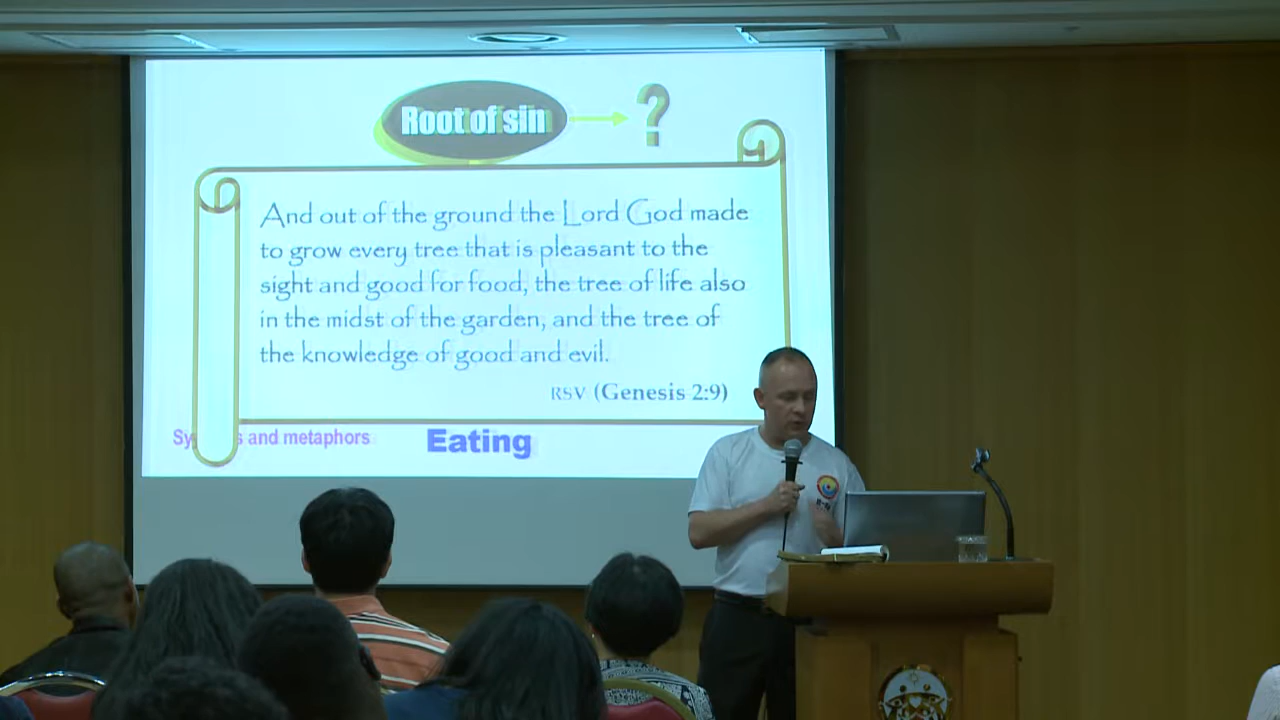 Root of sin ?
And out of the ground the Lord God made
to grow every tree that is pleasant to the
sight and good for food, the tree of life also
in the midst of the garden, and the tree of
the knowledge of good and evil.
RSV (Genesis 2:9)
and metaphors Eating